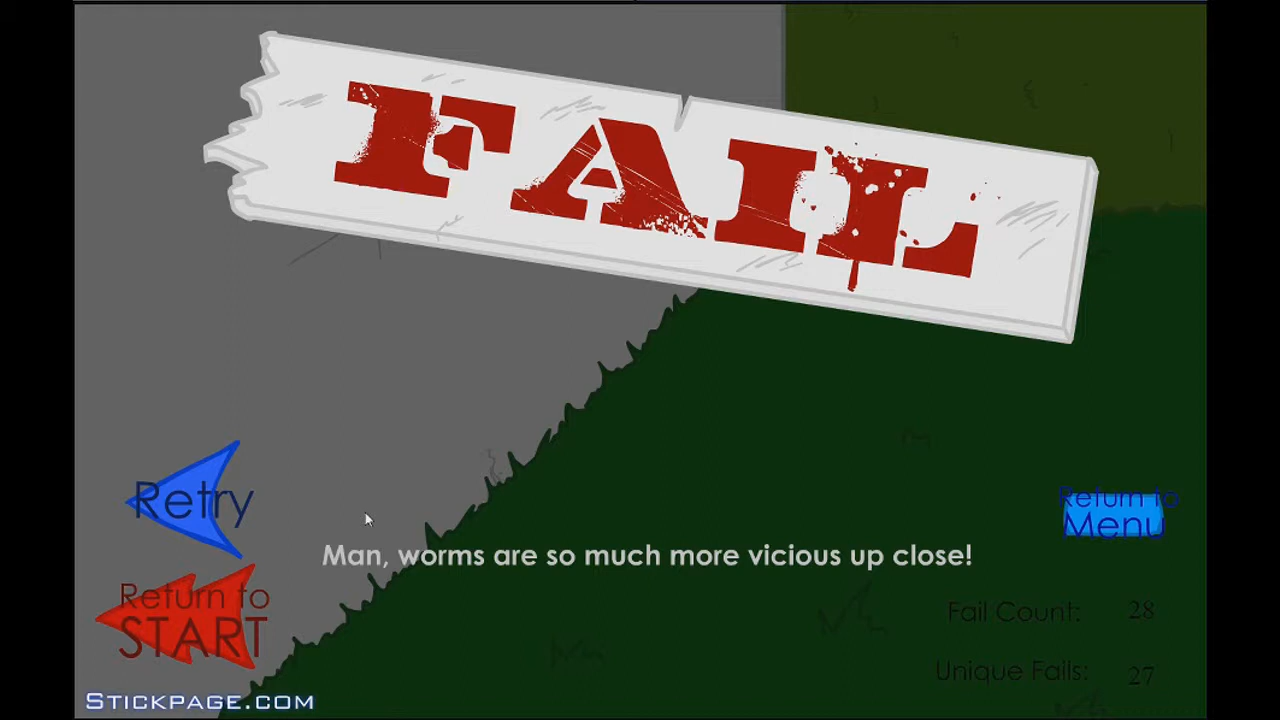 FAIL
Retry
Man, worms are so much more vicious up close!
Return to
START
Return to
Menu
Fail Count: 28
Unique Fails: 27
STICKPAGE.COM